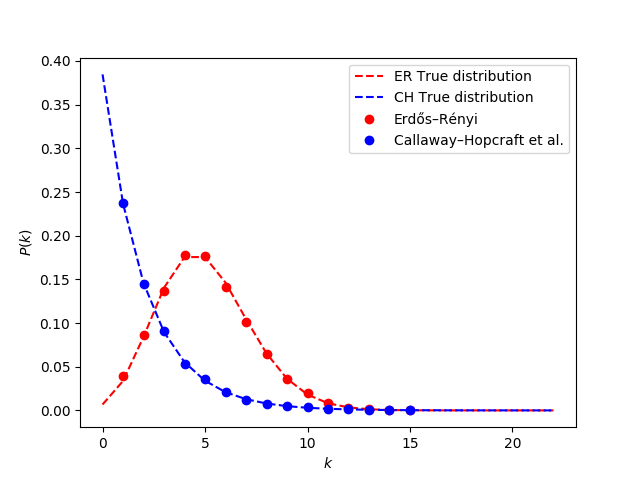 0.40
0.35
0.30
0.25
0.20
0.15
0.10
0.05
0.00
P(k)
ER True distribution
CH True distribution
Erdős–Rényi
Callaway–Hopcraft et al.
0 5 10 15 20
k